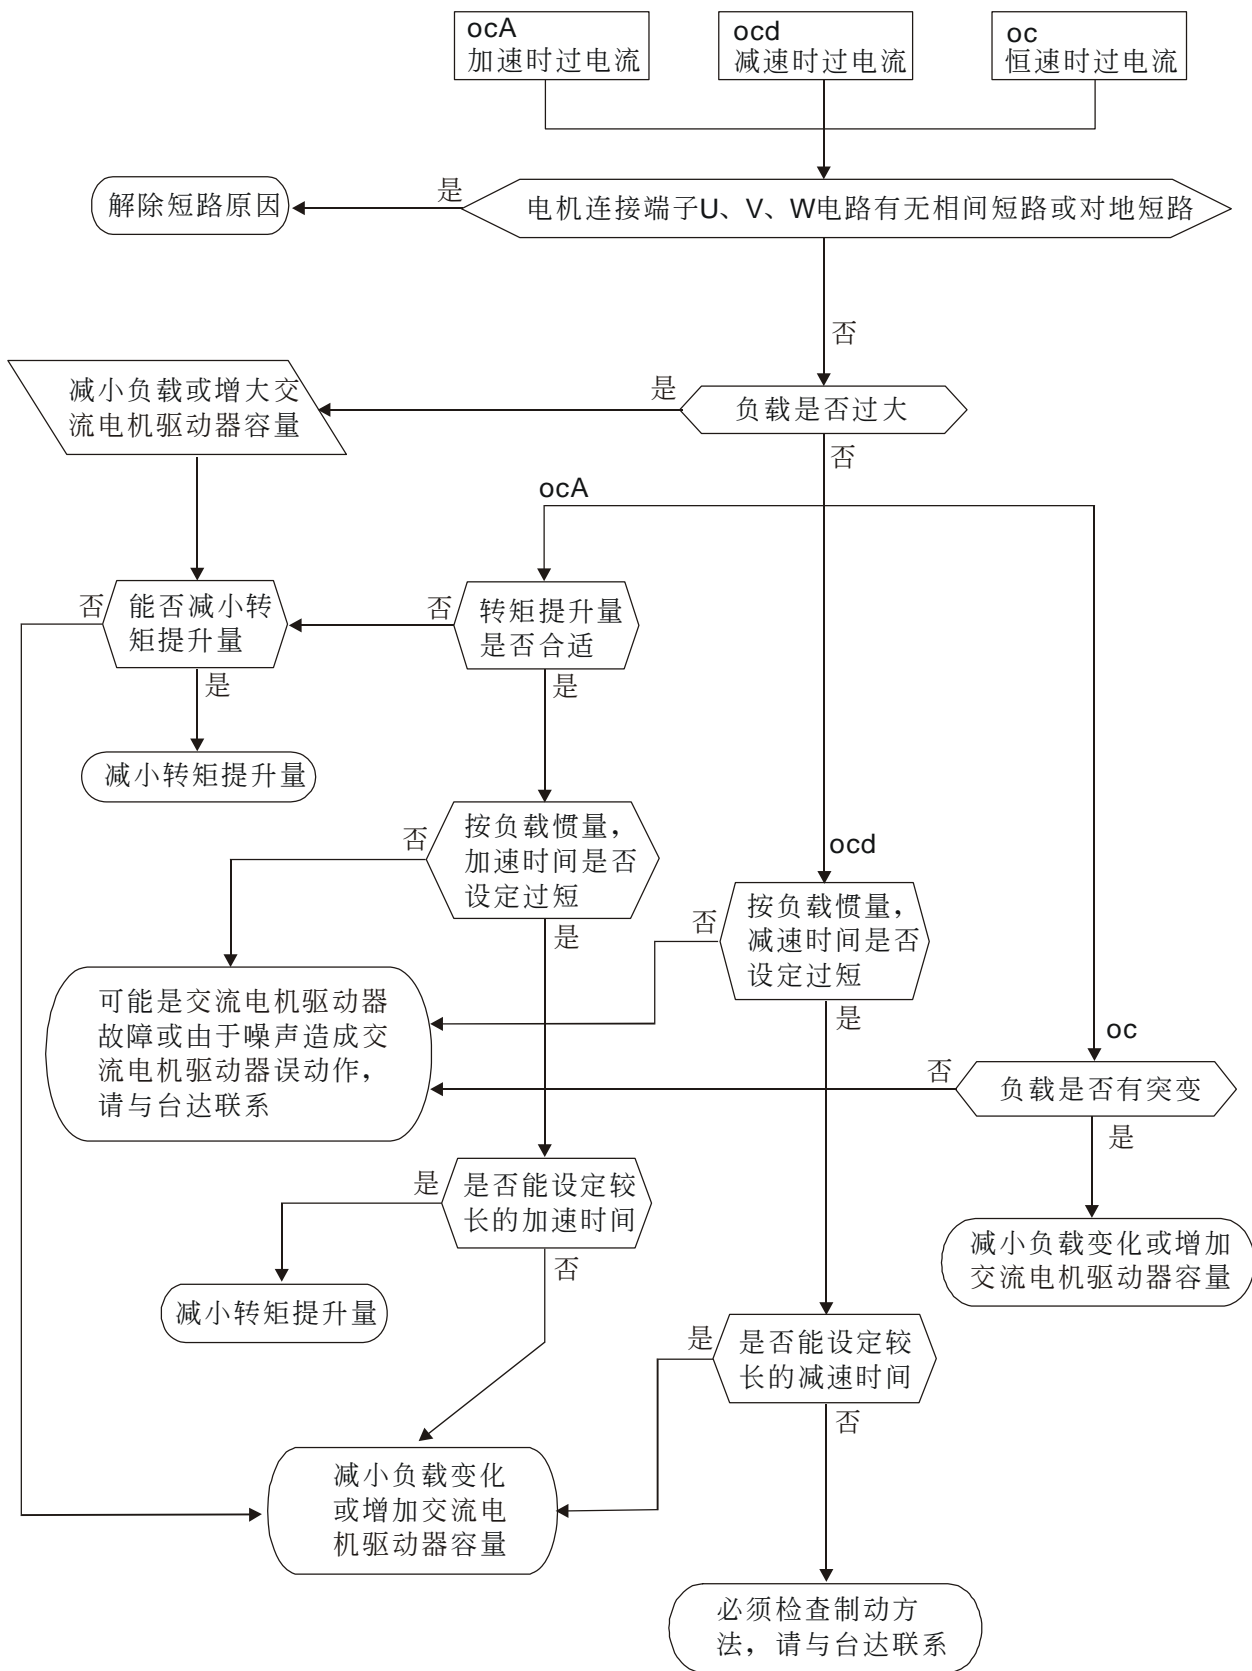 ocA
加速时过电流
ocd
减速时过电流
oc
恒速时过电流
解除短路原因
是
电机连接端子U、V、W电路有无相间短路或对地短路
否
减小负载或增大交
流电机驱动器容量
是
负载是否过大
否
ocA
否
能否减小转
矩提升量
否
转矩提升量
是否合适
是
是
减小转矩提升量
否
按负载惯量，
加速时间是否
设定过短
ocd
是
否
按负载惯量，
减速时间是否
设定过短
可能是交流电机驱动器
故障或由于噪声造成交
流电机驱动器误动作，
请与台达联系
是
oc
否
负载是否有突变
是
是
是否能设定较
长的加速时间
减小负载变化或增加
交流电机驱动器容量
否
减小转矩提升量
是
是否能设定较
长的减速时间
否
减小负载变化
或增加交流电
机驱动器容量
必须检查制动方
法，请与台达联系